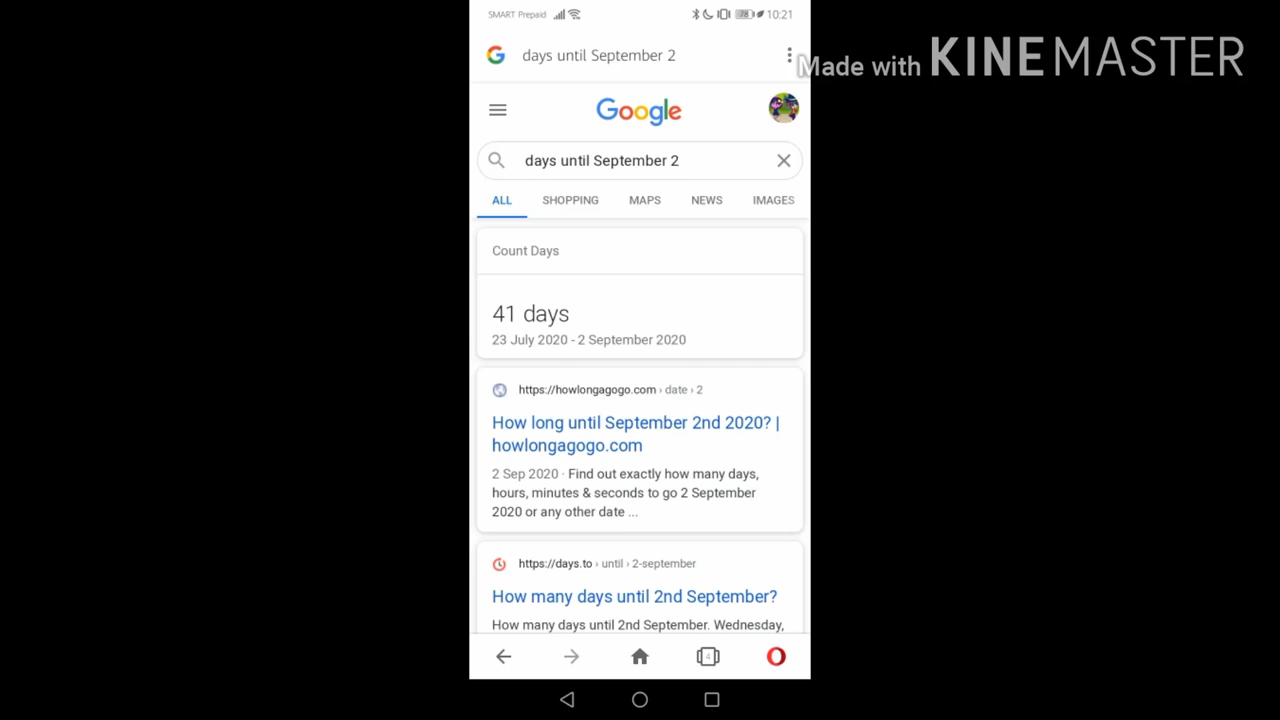 SMART Prepaid 78 10:21
days until September 2
Made with KINEMASTER
Google
days until September 2
ALL SHOPPING MAPS NEWS IMAGES
Count Days
41 days
23 July 2020 - 2 September 2020
https://howlongagogo.com › date › 2
How long until September 2nd 2020? |
howlongagogo.com
2 Sep 2020 · Find out exactly how many days,
hours, minutes & seconds to go 2 September
2020 or any other date ...
https://days.to › until › 2-september
How many days until 2nd September?
How many days until 2nd September. Wednesday,
4